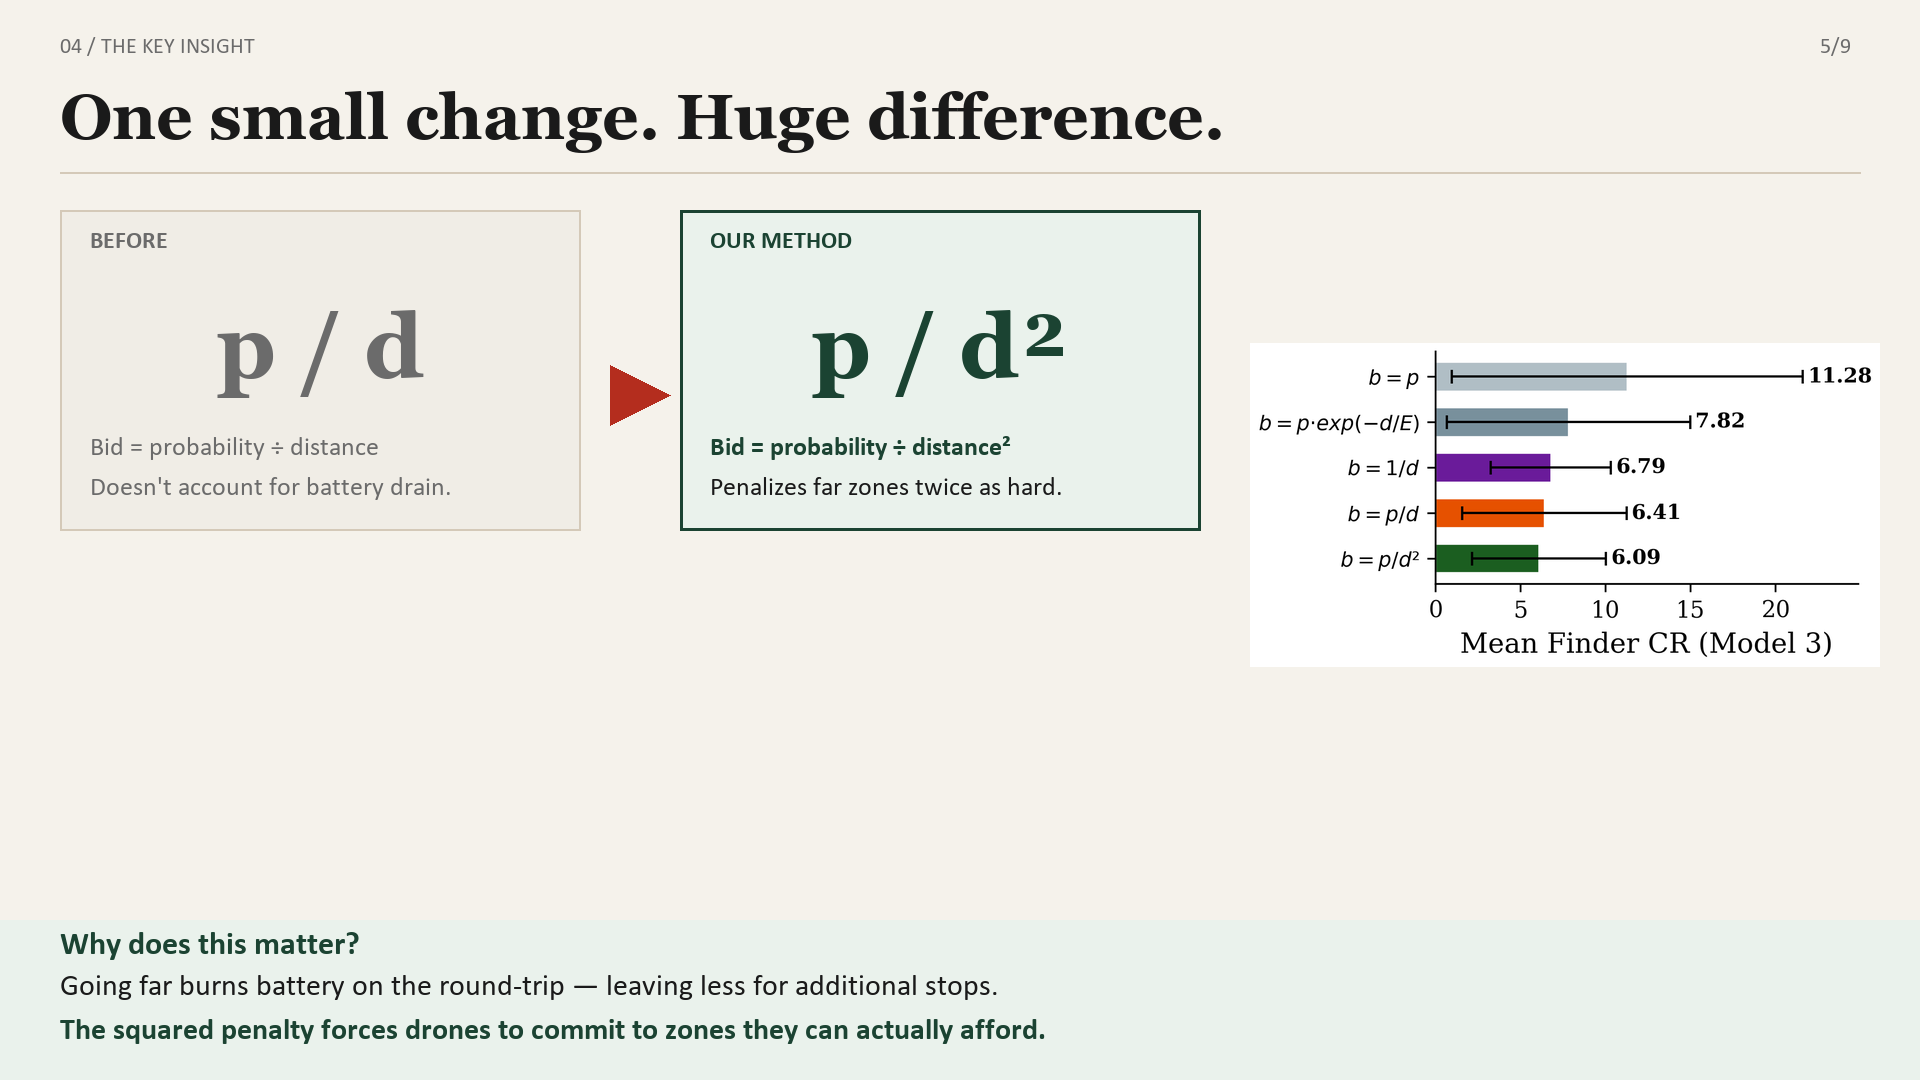 04 / THE KEY INSIGHT
5/9
One small change. Huge difference.
BEFORE
p / d
Bid = probability ÷ distance
Doesn't account for battery drain.
OUR METHOD
p / d²
Bid = probability ÷ distance²
Penalizes far zones twice as hard.
b = p 11.28
b = p·exp(−d/E) 7.82
b = 1/d 6.79
b = p/d 6.41
b = p/d² 6.09
0 5 10 15 20
Mean Finder CR (Model 3)
Why does this matter?
Going far burns battery on the round-trip — leaving less for additional stops.
The squared penalty forces drones to commit to zones they can actually afford.